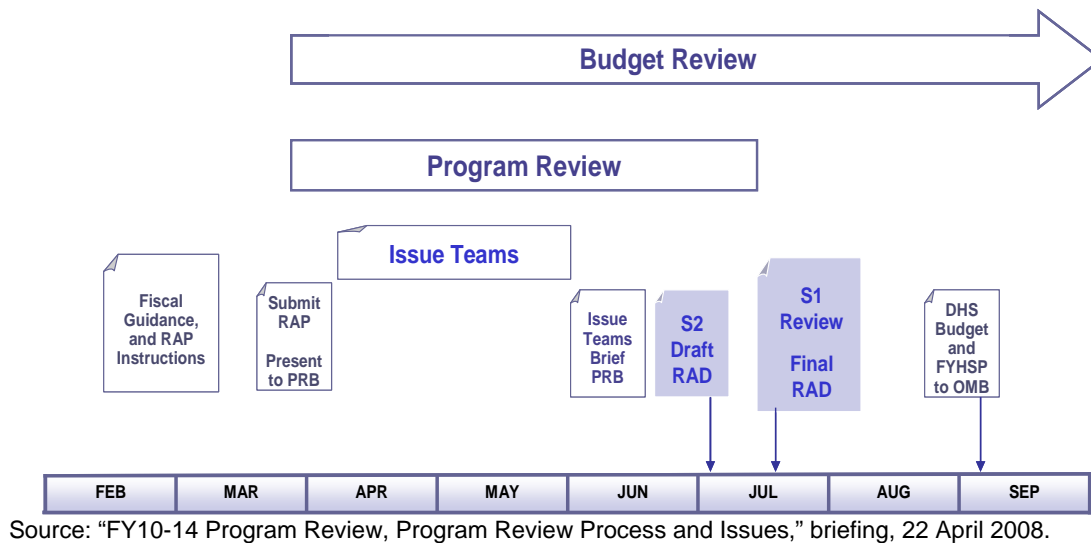 Budget Review
Program Review
Issue Teams
Fiscal
Guidance,
and RAP
Instructions
Submit
RAP
Present
to PRB
Issue
Teams
Brief
PRB
S2
Draft
RAD
S1
Review
Final
RAD
DHS
Budget
and
FYHSP
to OMB
FEB
MAR
APR
MAY
JUN
JUL
AUG
SEP
Source: “FY10-14 Program Review, Program Review Process and Issues,” briefing, 22 April 2008.